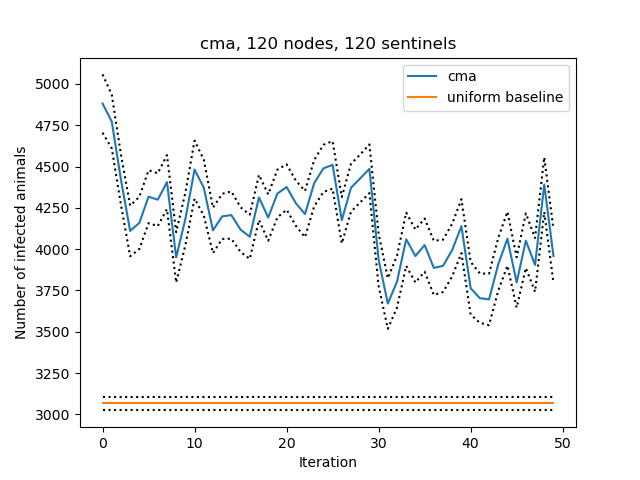 cma, 120 nodes, 120 sentinels
cma
uniform baseline
5000
4750
4500
4250
4000
3750
3500
3250
3000
Number of infected animals
0 10 20 30 40 50
Iteration